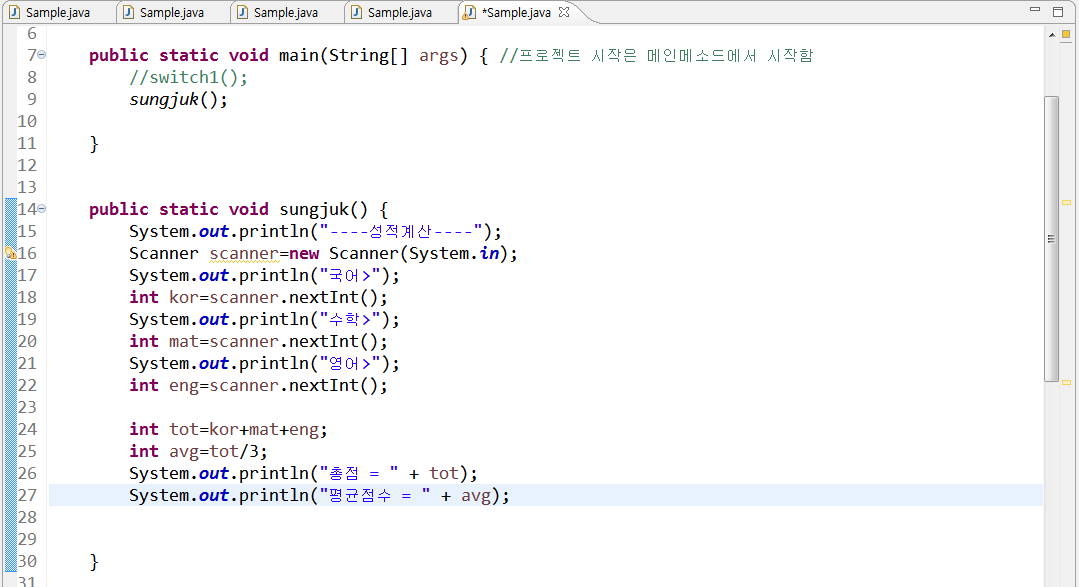 Sample.java Sample.java Sample.java Sample.java *Sample.java
6
7 public static void main(String[] args) { //프로젝트 시작은 메인메소드에서 시작함
8 //switch1();
9 sungjuk();
10
11 }
12
13
14 public static void sungjuk() {
15 System.out.println("----성적계산----");
16 Scanner scanner=new Scanner(System.in);
17 System.out.println("국어>");
18 int kor=scanner.nextInt();
19 System.out.println("수학>");
20 int mat=scanner.nextInt();
21 System.out.println("영어>");
22 int eng=scanner.nextInt();
23
24 int tot=kor+mat+eng;
25 int avg=tot/3;
26 System.out.println("총점 = " + tot);
27 System.out.println("평균점수 = " + avg);
28
29
30 }
31